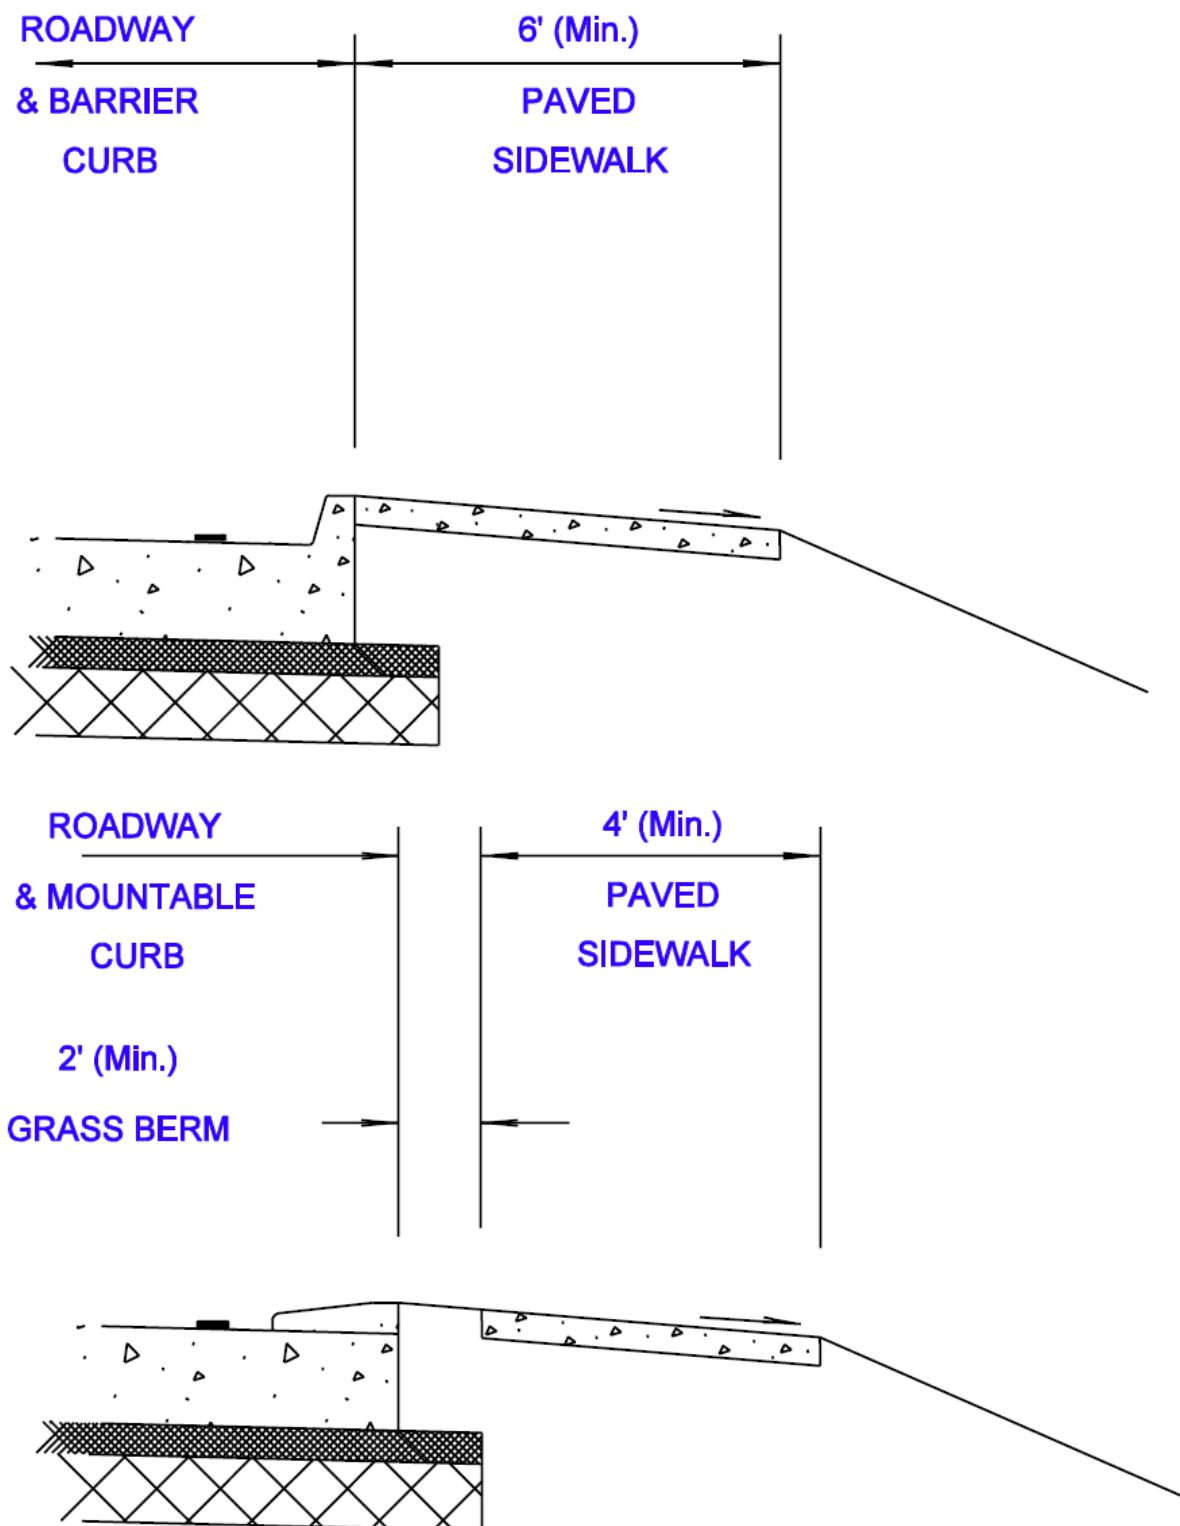 ROADWAY
& BARRIER
CURB
6' (Min.)
PAVED
SIDEWALK
ROADWAY
& MOUNTABLE
CURB
4' (Min.)
PAVED
SIDEWALK
2' (Min.)
GRASS BERM